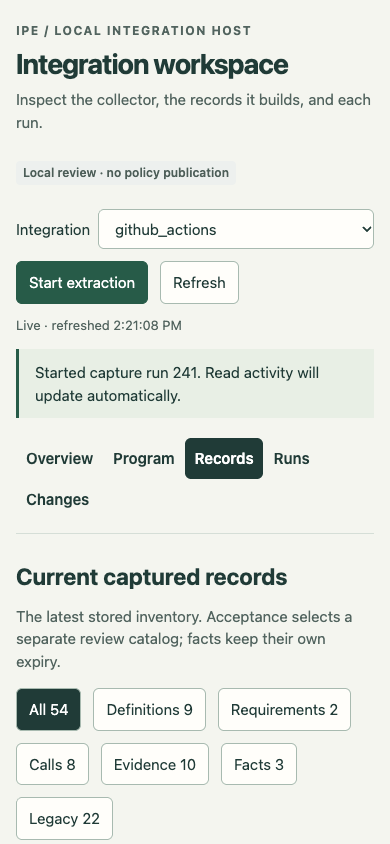 IPE / LOCAL INTEGRATION HOST
Integration workspace
Inspect the collector, the records it builds, and each
run.
Local review · no policy publication
Integration github_actions
Start extraction Refresh
Live · refreshed 2:21:08 PM
Started capture run 241. Read activity will
update automatically.
Overview Program Records Runs
Changes
Current captured records
The latest stored inventory. Acceptance selects a
separate review catalog; facts keep their own
expiry.
All 54 Definitions 9 Requirements 2
Calls 8 Evidence 10 Facts 3
Legacy 22